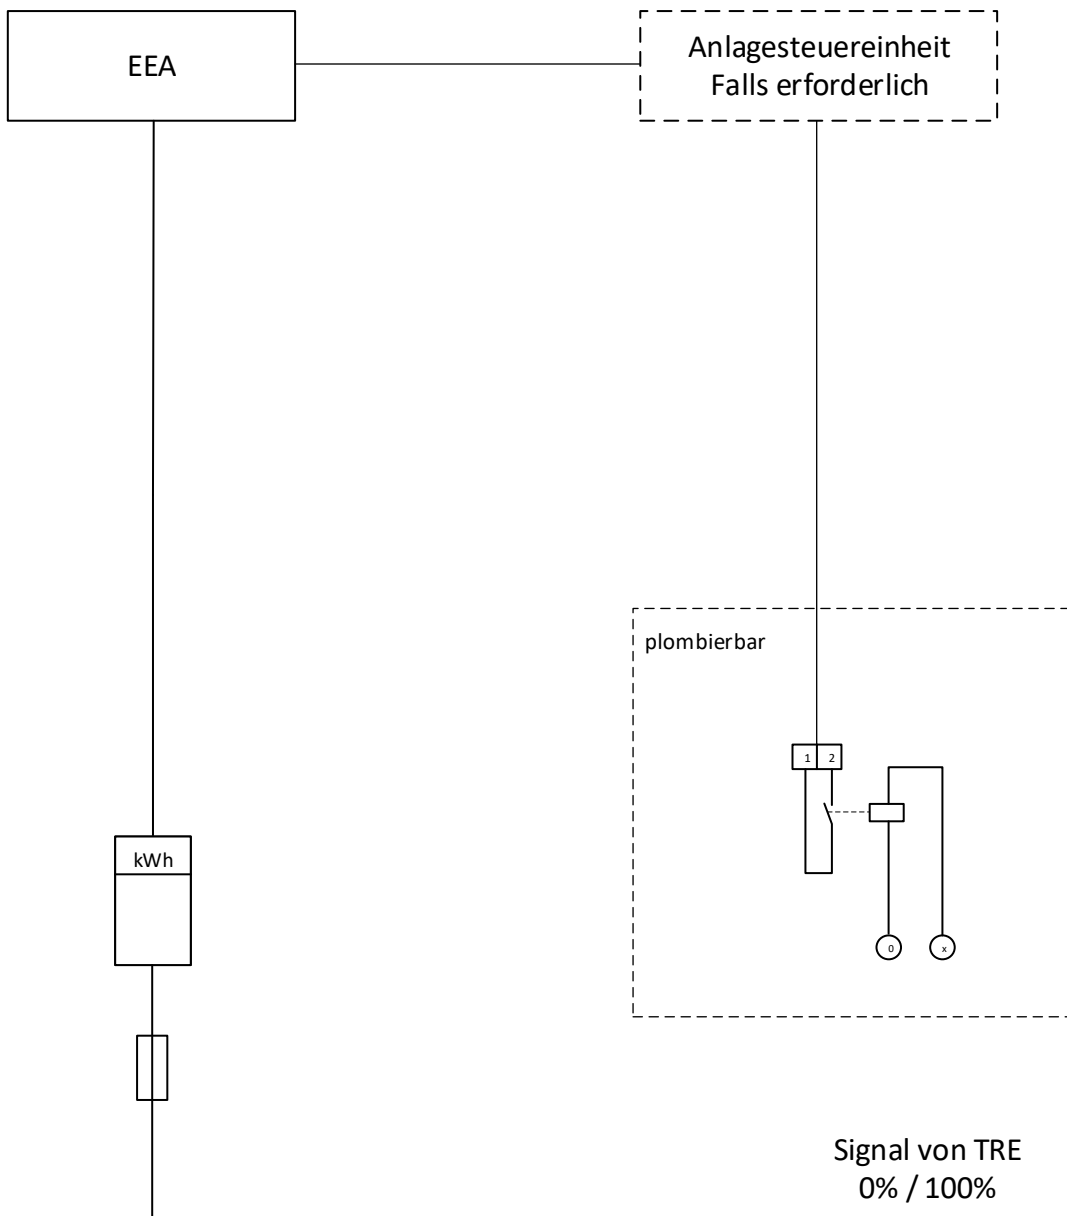 EEA
Anlagesteuereinheit
Falls erforderlich
plombierbar
1 2
kWh
0 x
Signal von TRE
0% / 100%